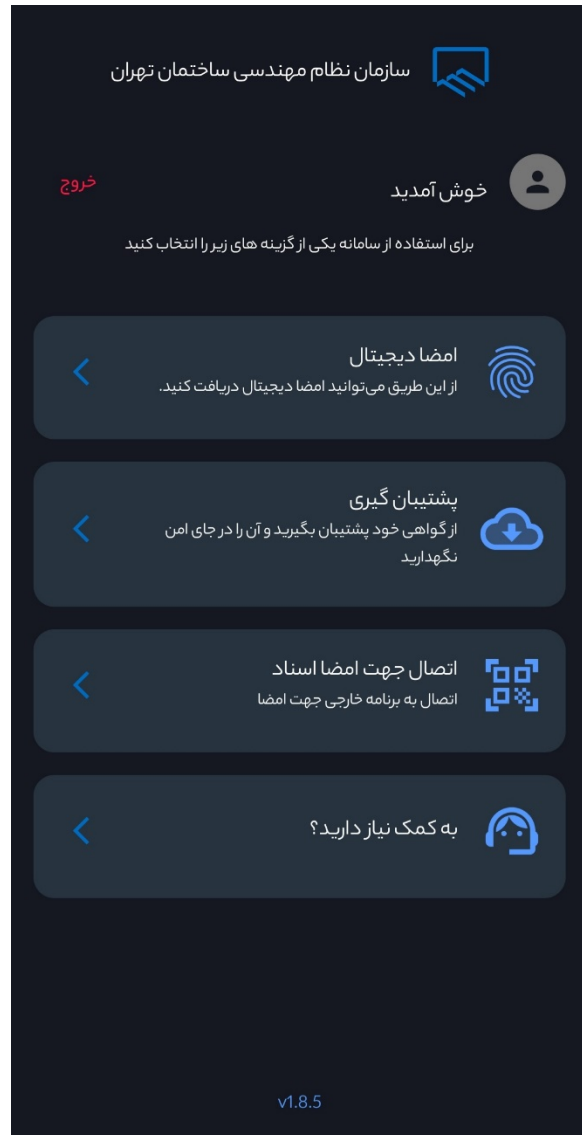 سازمان نظام مهندسی ساختمان تهران
خوش آمدید
خروج
برای استفاده از سامانه یکی از گزینه های زیر را انتخاب کنید
امضا دیجیتال
از این طریق می‌توانید امضا دیجیتال دریافت کنید.
پشتیبان گیری
از گواهی خود پشتیبان بگیرید و آن را در جای امن
نگهدارید
اتصال جهت امضا اسناد
اتصال به برنامه خارجی جهت امضا
به کمک نیاز دارید؟
v1.8.5